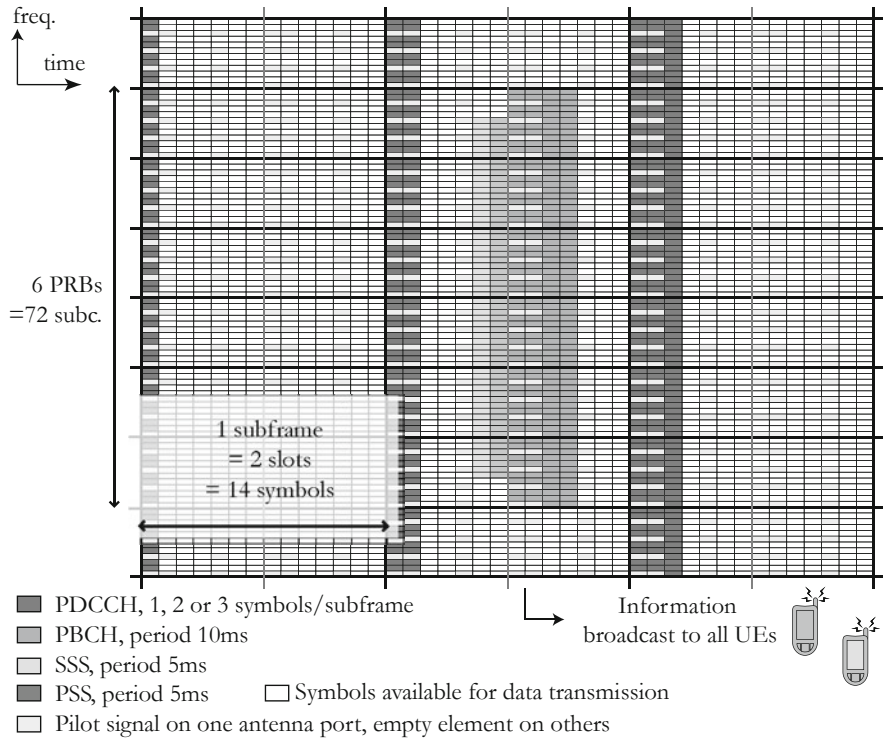 freq.
time
6 PRBs
=72 subc.
1 subframe
= 2 slots
= 14 symbols
PDCCH, 1, 2 or 3 symbols/subframe
PBCH, period 10ms
SSS, period 5ms
PSS, period 5ms
Symbols available for data transmission
Pilot signal on one antenna port, empty element on others
Information
broadcast to all UEs